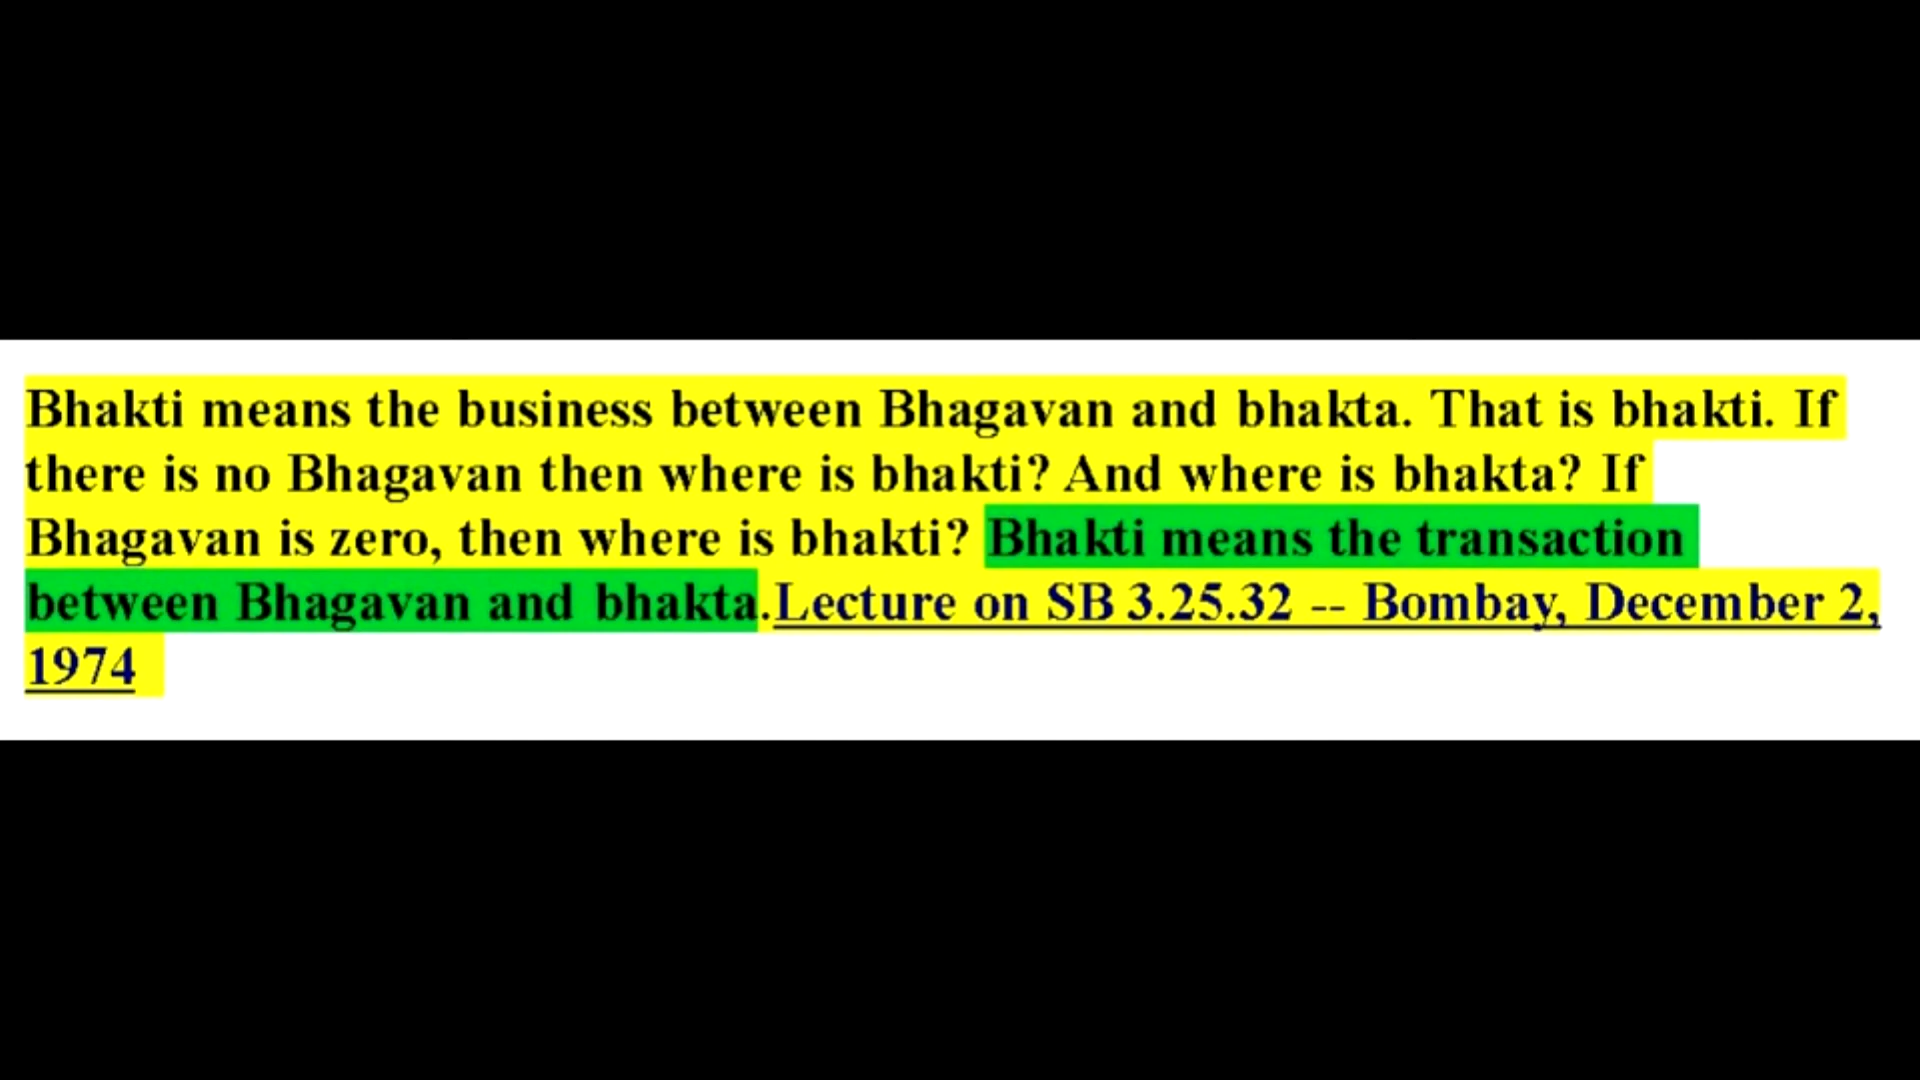 Bhakti means the business between Bhagavan and bhakta. That is bhakti. If
there is no Bhagavan then where is bhakti? And where is bhakta? If
Bhagavan is zero, then where is bhakti? Bhakti means the transaction
between Bhagavan and bhakta.Lecture on SB 3.25.32 -- Bombay, December 2,
1974